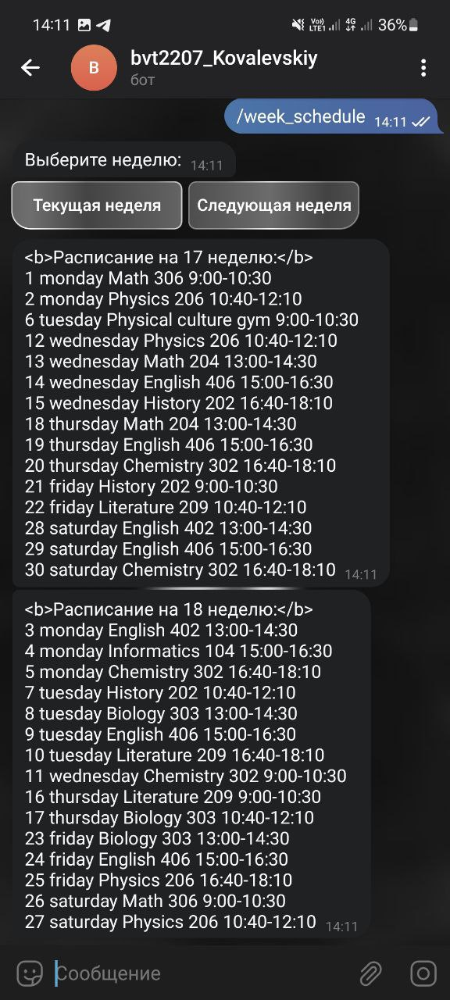 14:11 Vo) LTE1 4G 36%
B bvt2207_Kovalevskiy
бот
/week_schedule 14:11
Выберите неделю: 14:11
Текущая неделя Следующая неделя
<b>Расписание на 17 неделю:</b>
1 monday Math 306 9:00-10:30
2 monday Physics 206 10:40-12:10
6 tuesday Physical culture gym 9:00-10:30
12 wednesday Physics 206 10:40-12:10
13 wednesday Math 204 13:00-14:30
14 wednesday English 406 15:00-16:30
15 wednesday History 202 16:40-18:10
18 thursday Math 204 13:00-14:30
19 thursday English 406 15:00-16:30
20 thursday Chemistry 302 16:40-18:10
21 friday History 202 9:00-10:30
22 friday Literature 209 10:40-12:10
28 saturday English 402 13:00-14:30
29 saturday English 406 15:00-16:30
30 saturday Chemistry 302 16:40-18:10 14:11
<b>Расписание на 18 неделю:</b>
3 monday English 402 13:00-14:30
4 monday Informatics 104 15:00-16:30
5 monday Chemistry 302 16:40-18:10
7 tuesday History 202 10:40-12:10
8 tuesday Biology 303 13:00-14:30
9 tuesday English 406 15:00-16:30
10 tuesday Literature 209 16:40-18:10
11 wednesday Chemistry 302 9:00-10:30
16 thursday Literature 209 9:00-10:30
17 thursday Biology 303 10:40-12:10
23 friday Biology 303 13:00-14:30
24 friday English 406 15:00-16:30
25 friday Physics 206 16:40-18:10
26 saturday Math 306 9:00-10:30
27 saturday Physics 206 10:40-12:10 14:11
Сообщение